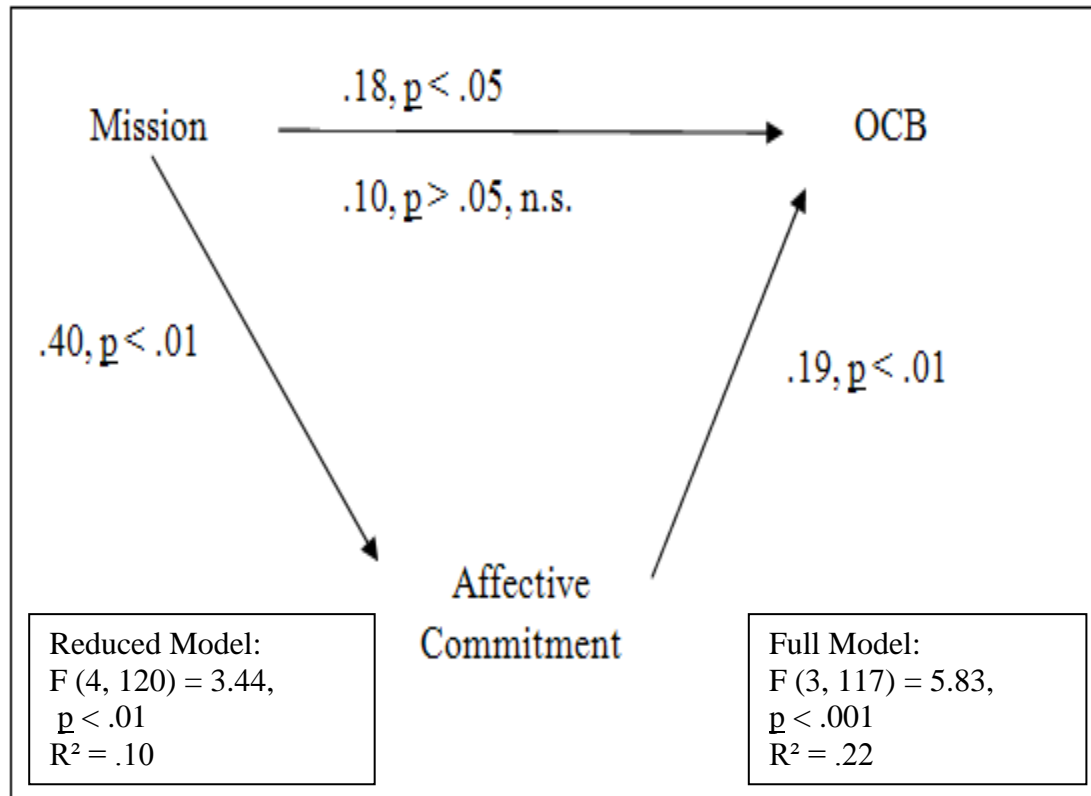 .18, p < .05
Mission
OCB
.10, p > .05, n.s.
.40, p < .01
.19, p < .01
Affective
Commitment
Reduced Model:
F (4, 120) = 3.44,
p < .01
R² = .10
Full Model:
F (3, 117) = 5.83,
p < .001
R² = .22